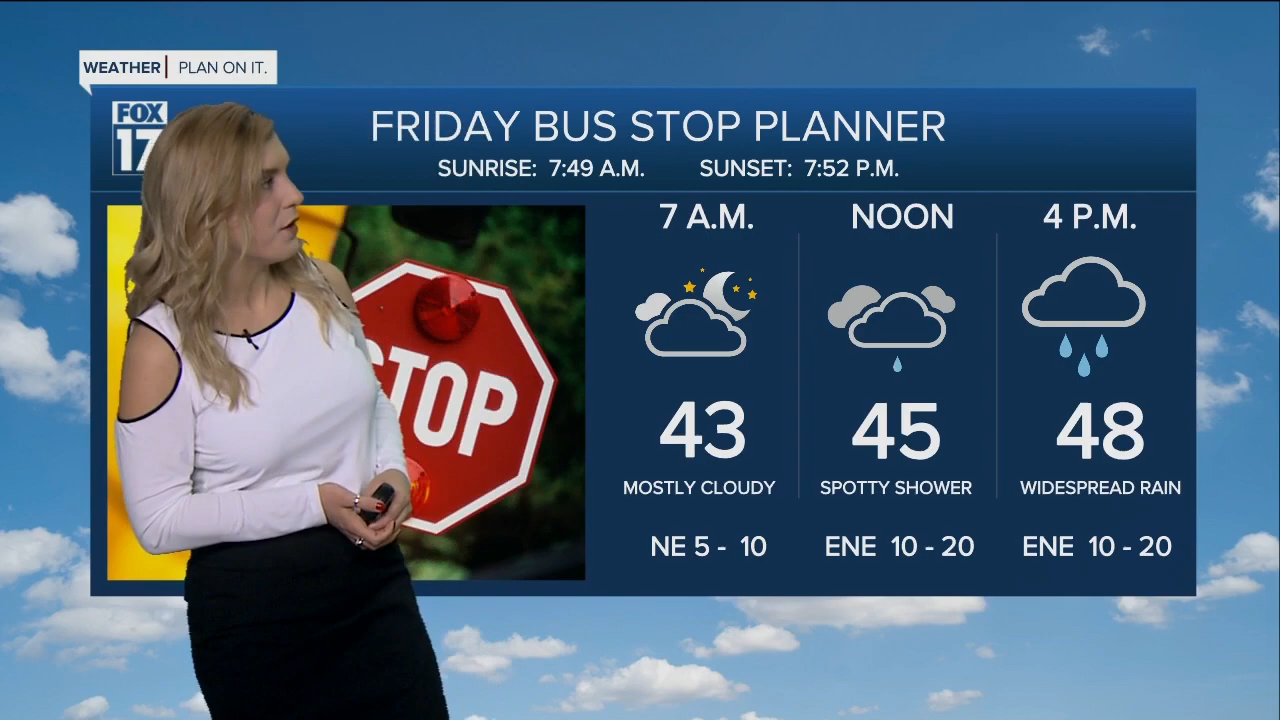 WEATHER | PLAN ON IT.
FOX
17
FRIDAY BUS STOP PLANNER
SUNRISE: 7:49 A.M. SUNSET: 7:52 P.M.
STOP
7 A.M. NOON 4 P.M.
43 45 48
MOSTLY CLOUDY SPOTTY SHOWER WIDESPREAD RAIN
NE 5 - 10 ENE 10 - 20 ENE 10 - 20